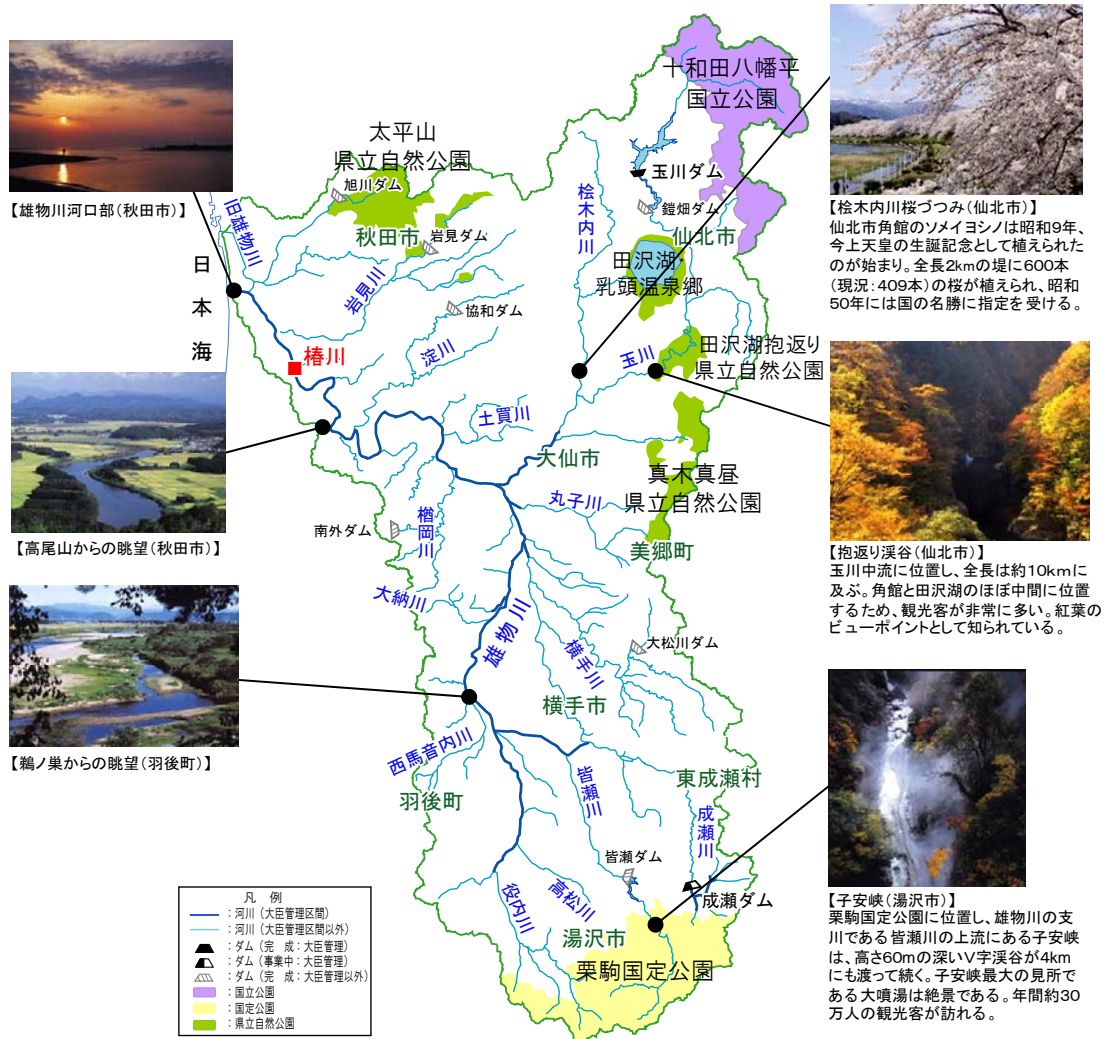 十和田八幡平
国立公園
太平山
県立自然公園
旭川ダム
玉川ダム
鎧畑ダム
桧木内川
仙北市
秋田市
岩見ダム
田沢湖・
乳頭温泉郷
旧雄物川
日本海
岩見川
協和ダム
椿川
淀川
玉川
田沢湖抱返り
県立自然公園
土買川
大仙市
真木真昼
県立自然公園
丸子川
南外ダム
楢岡川
美郷町
大納川
雄物川
横手川
大松川ダム
横手市
西馬音内川
羽後町
皆瀬川
東成瀬村
成瀬川
皆瀬ダム
成瀬ダム
役内川
高松川
湯沢市
栗駒国定公園
【雄物川河口部(秋田市)】
【高尾山からの眺望(秋田市)】
【鵜ノ巣からの眺望(羽後町)】
【桧木内川桜づつみ(仙北市)】
仙北市角館のソメイヨシノは昭和9年、
今上天皇の生誕記念として植えられた
のが始まり。全長2kmの堤に600本
(現況:409本)の桜が植えられ、昭和
50年には国の名勝に指定を受ける。
【抱返り渓谷(仙北市)】
玉川中流に位置し、全長は約10kmに
及ぶ。角館と田沢湖のほぼ中間に位置
するため、観光客が非常に多い。紅葉の
ビューポイントとして知られている。
【子安峡(湯沢市)】
栗駒国定公園に位置し、雄物川の支
川である皆瀬川の上流にある子安峡
は、高さ60mの深いV字渓谷が4km
にも渡って続く。子安峡最大の見所で
ある大噴湯は絶景である。年間約30
万人の観光客が訪れる。
凡 例
:河川(大臣管理区間)
:河川(大臣管理区間以外)
:ダム(完 成:大臣管理)
:ダム(事業中:大臣管理)
:ダム(完 成:大臣管理以外)
:国立公園
:国定公園
:県立自然公園